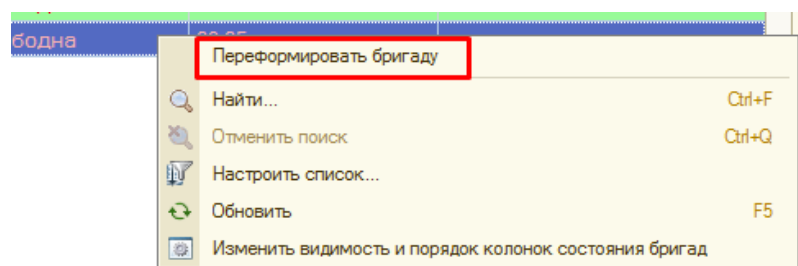 бодна
Переформировать бригаду
Найти... Ctrl+F
Отменить поиск Ctrl+Q
Настроить список...
Обновить F5
Изменить видимость и порядок колонок состояния бригад